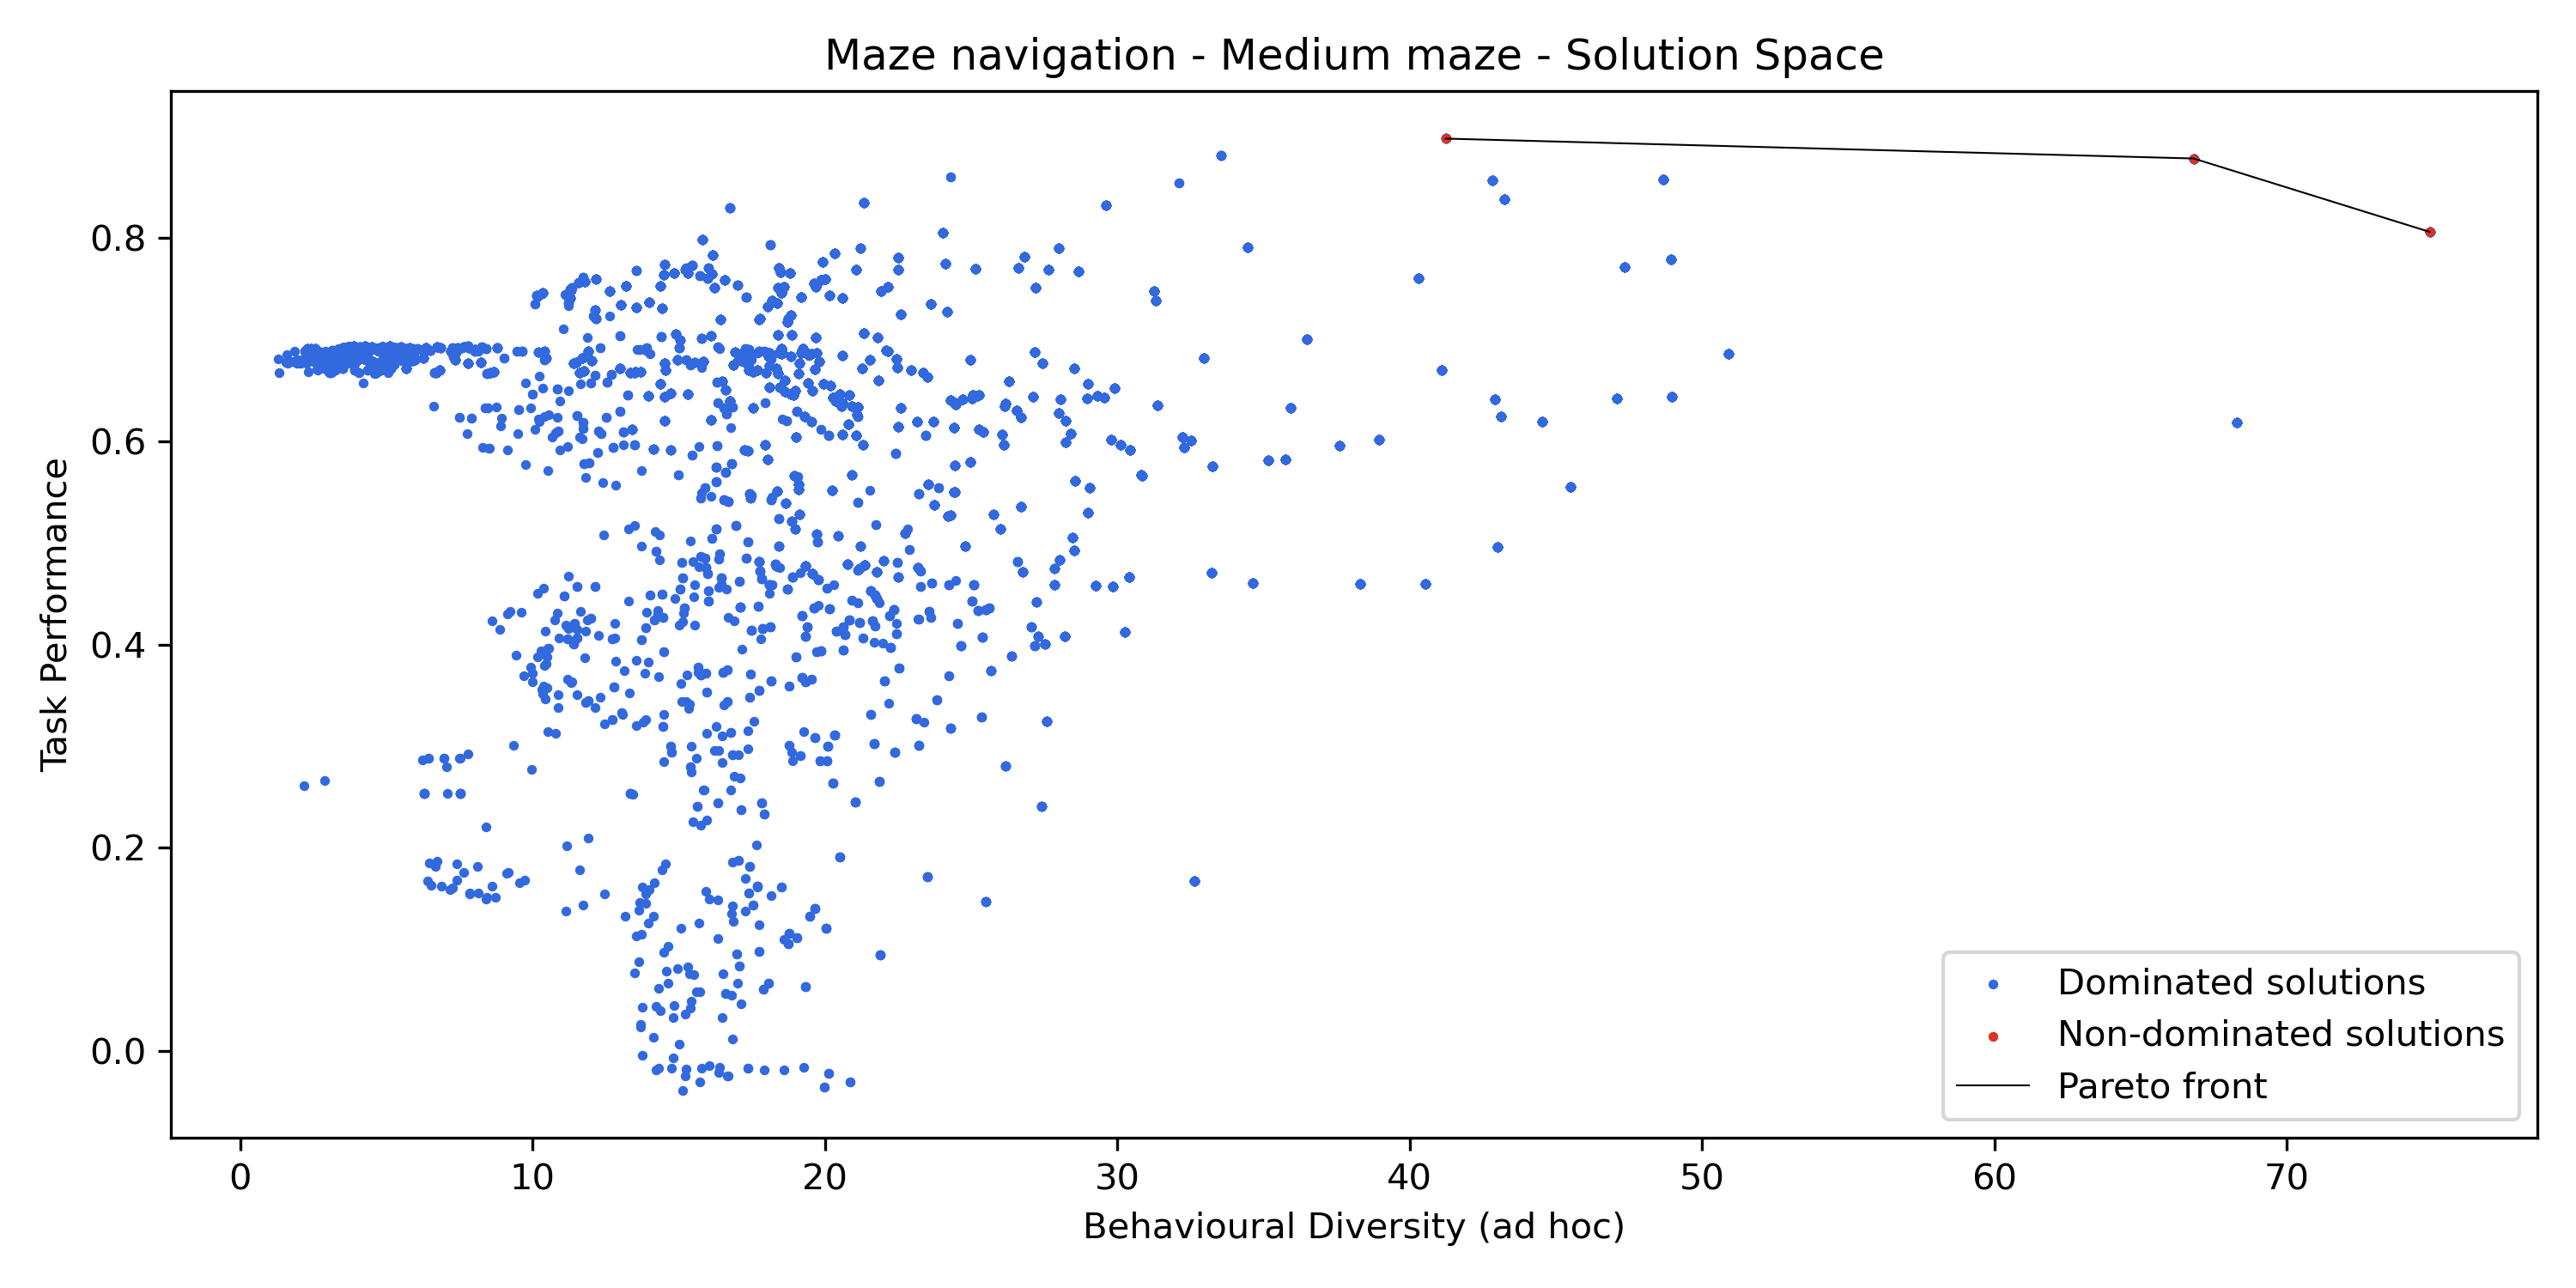 Maze navigation - Medium maze - Solution Space
Task Performance
0.8
0.6
0.4
0.2
0.0
0 10 20 30 40 50 60 70
Behavioural Diversity (ad hoc)
Dominated solutions
Non-dominated solutions
Pareto front